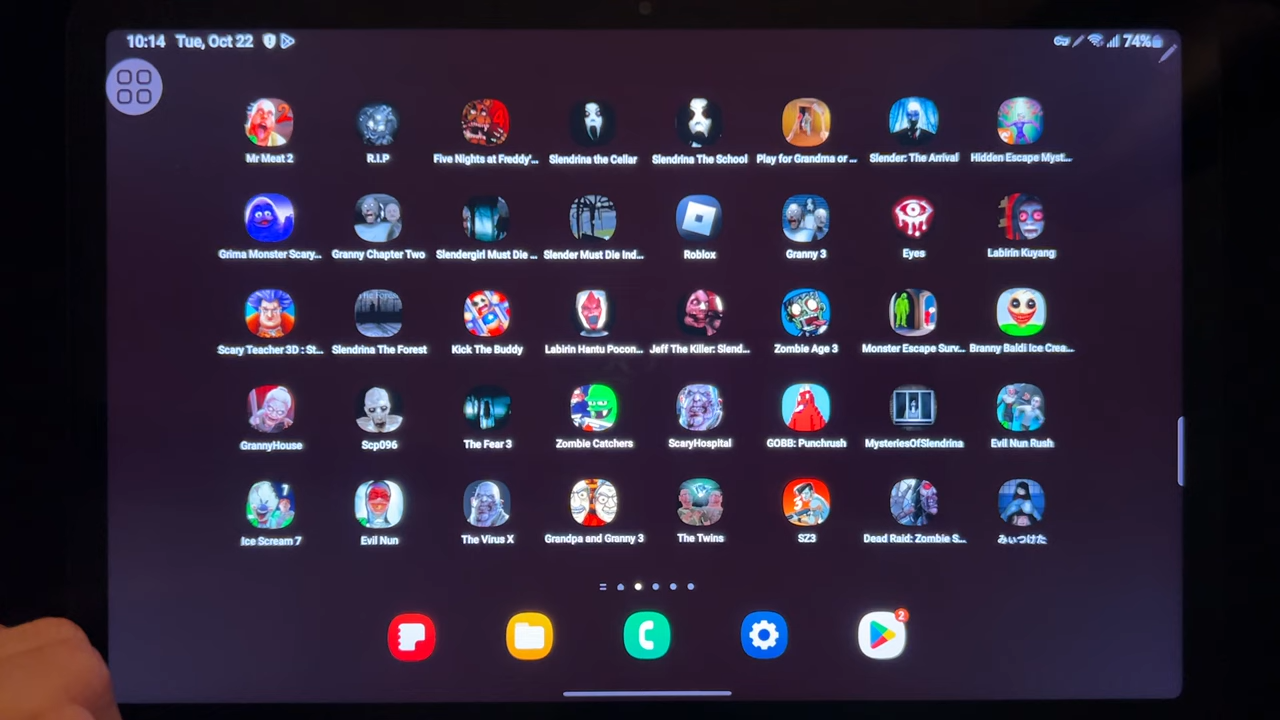 10:14 Tue, Oct 22
74%
Mr Meat 2
R.I.P
Five Nights at Freddy'...
Slendrina the Cellar
Slendrina The School
Play for Grandma or ...
Slender: The Arrival
Hidden Escape Myst...
Grima Monster Scary...
Granny Chapter Two
Slendergirl Must Die ...
Slender Must Die Ind...
Roblox
Granny 3
Eyes
Labirin Kuyang
Scary Teacher 3D : St...
Slendrina The Forest
Kick The Buddy
Labirin Hantu Pocon...
Jeff The Killer: Slend...
Zombie Age 3
Monster Escape Surv...
Branny Baldi Ice Crea...
GrannyHouse
Scp096
The Fear 3
Zombie Catchers
ScaryHospital
GOBB: Punchrush
MysteriesOfSlendrina
Evil Nun Rush
Ice Scream 7
Evil Nun
The Virus X
Grandpa and Granny 3
The Twins
SZ3
Dead Raid: Zombie S...
みぃつけた
2